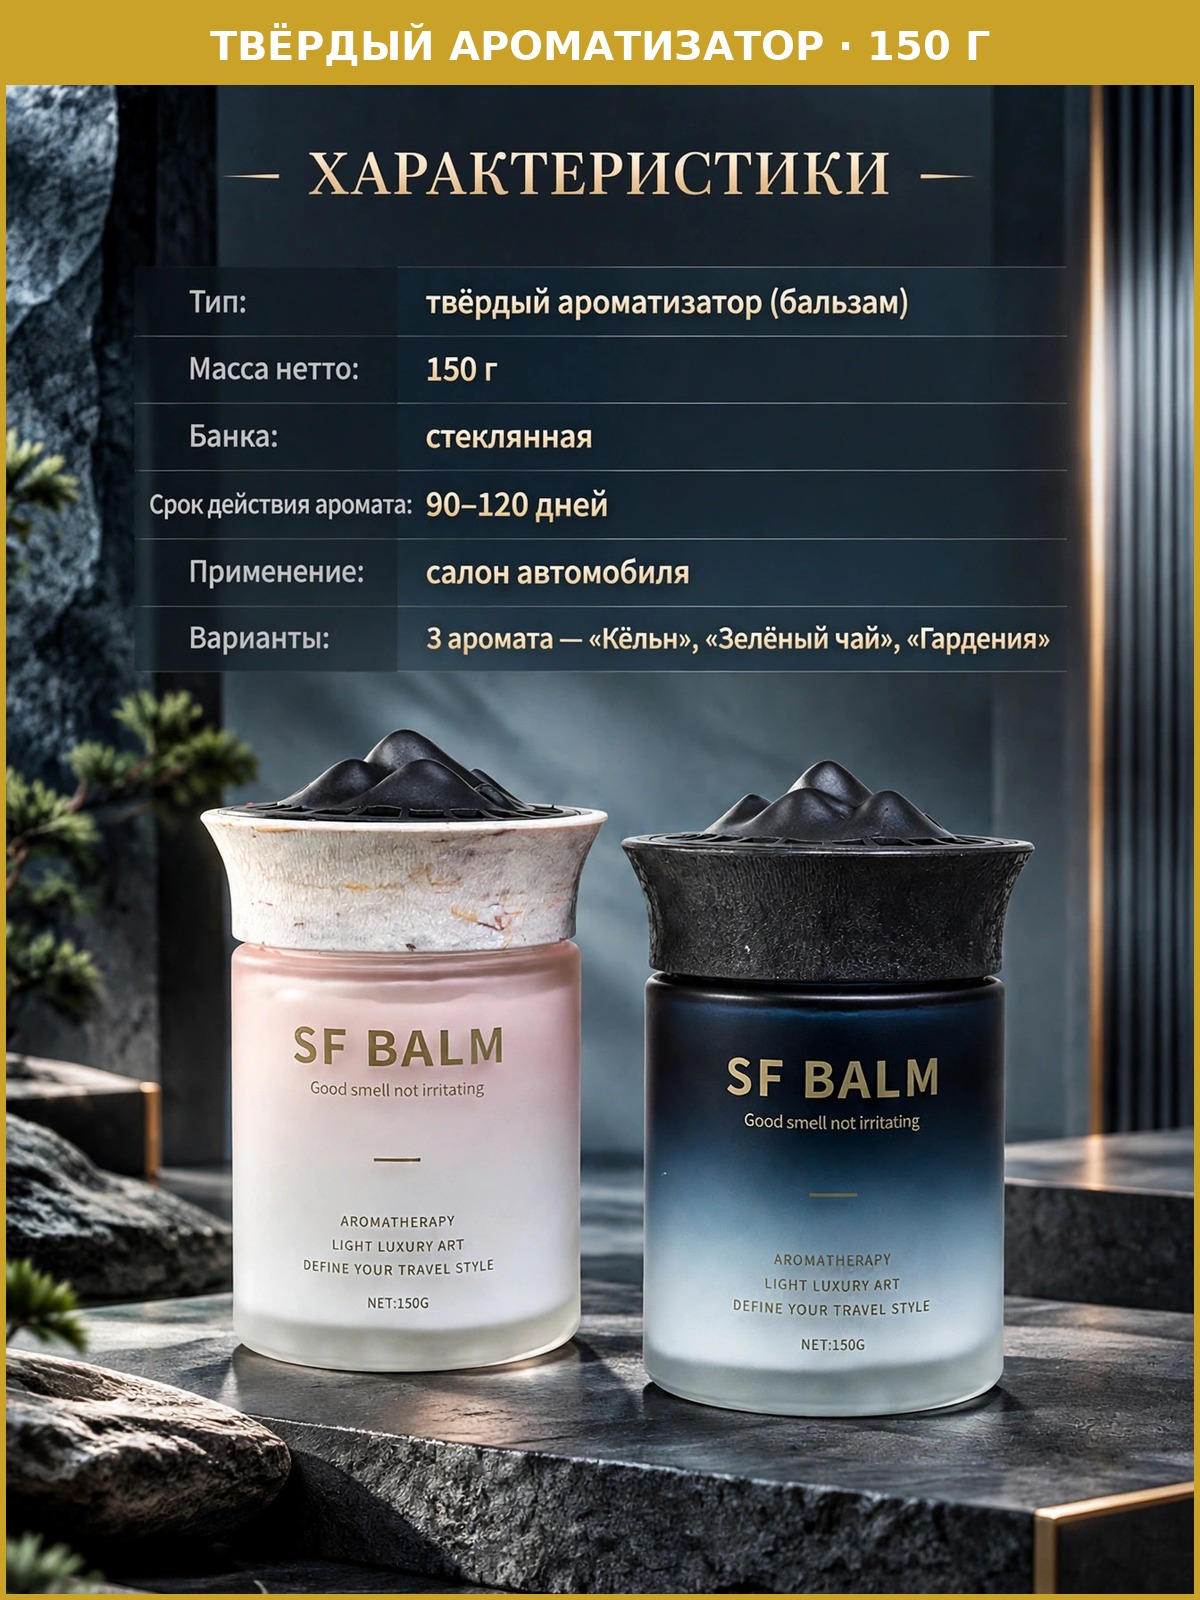 ТВЁРДЫЙ АРОМАТИЗАТОР · 150 Г
ХАРАКТЕРИСТИКИ
Тип: твёрдый ароматизатор (бальзам)
Масса нетто: 150 г
Банка: стеклянная
Срок действия аромата: 90–120 дней
Применение: салон автомобиля
Варианты: 3 аромата — «Кёльн», «Зелёный чай», «Гардения»
SF BALM
Good smell not irritating
AROMATHERAPY
LIGHT LUXURY ART
DEFINE YOUR TRAVEL STYLE
NET:150G
SF BALM
Good smell not irritating
AROMATHERAPY
LIGHT LUXURY ART
DEFINE YOUR TRAVEL STYLE
NET:150G